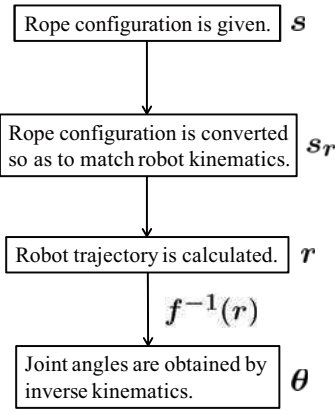 Rope configuration is given. s
Rope configuration is converted
so as to match robot kinematics. s_r
Robot trajectory is calculated. r
f^{-1}(r)
Joint angles are obtained by
inverse kinematics. θ